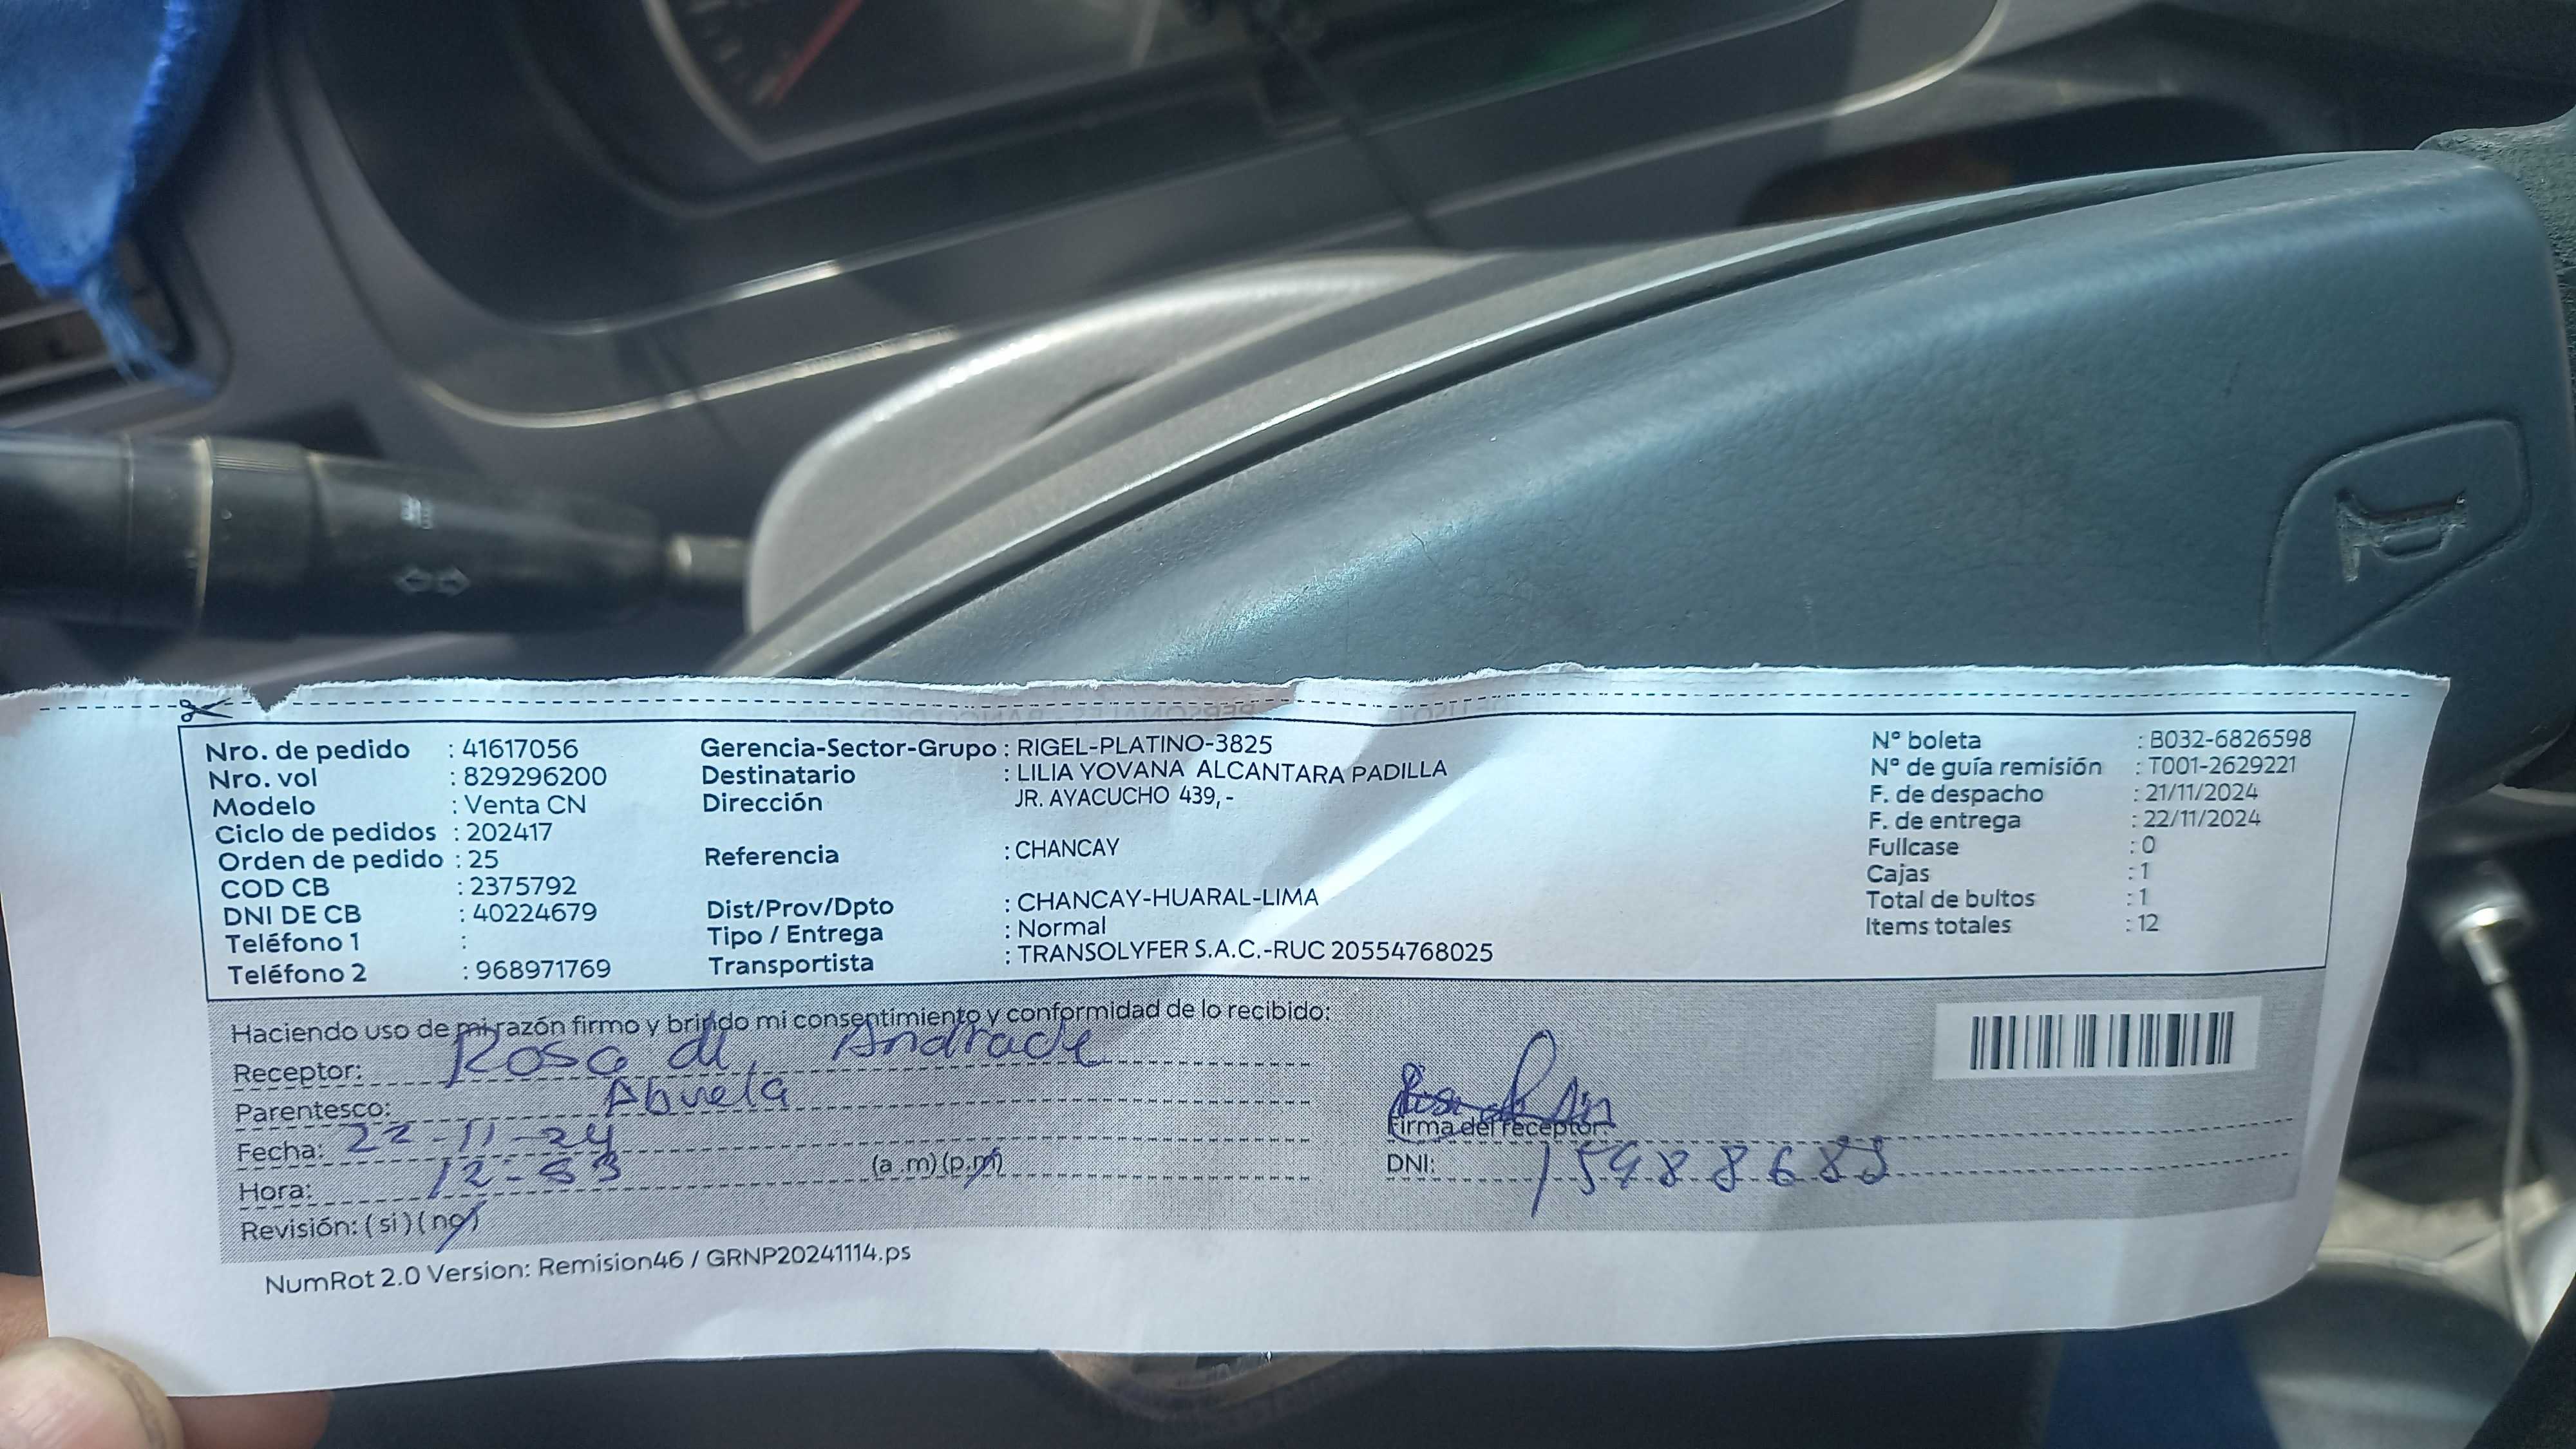 Nro. de pedido : 41617056
Nro. vol : 829296200
Modelo : Venta CN
Ciclo de pedidos : 202417
Orden de pedido : 25
COD CB : 2375792
DNI DE CB : 40224679
Teléfono 1 :
Teléfono 2 : 968971769
Gerencia-Sector-Grupo : RIGEL-PLATINO-3825
Destinatario : LILIA YOVANA ALCANTARA PADILLA
Dirección JR. AYACUCHO 439, -
Referencia : CHANCAY
Dist/Prov/Dpto : CHANCAY-HUARAL-LIMA
Tipo / Entrega : Normal
Transportista : TRANSOLYFER S.A.C.-RUC 20554768025
N° boleta : B032-6826598
N° de guía remisión : T001-2629221
F. de despacho : 21/11/2024
F. de entrega : 22/11/2024
Fullcase : 0
Cajas : 1
Total de bultos : 1
Items totales : 12
Haciendo uso de mi razón firmo y brindo mi consentimiento y conformidad de lo recibido:
Receptor: Rosa de Andrade
Parentesco: Abuela
Fecha: 22-11-24
Hora: 12:53 (a.m)(p.m)
Revisión: (si)(no)
Firma del receptor
DNI: 15988688
NumRot 2.0 Version: Remision46 / GRNP20241114.ps